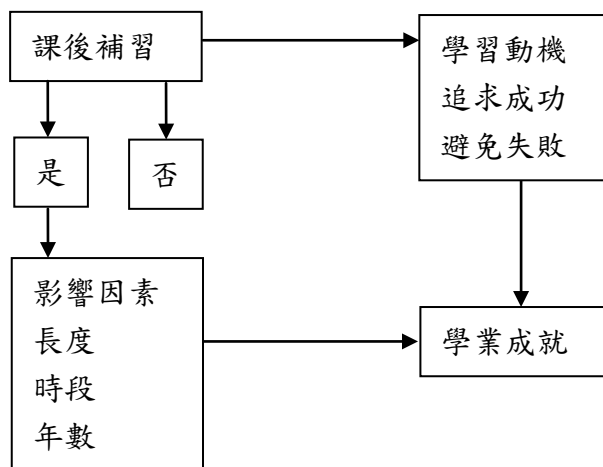 課後補習
學習動機
追求成功
避免失敗
是
否
影響因素
長度
時段
年數
學業成就